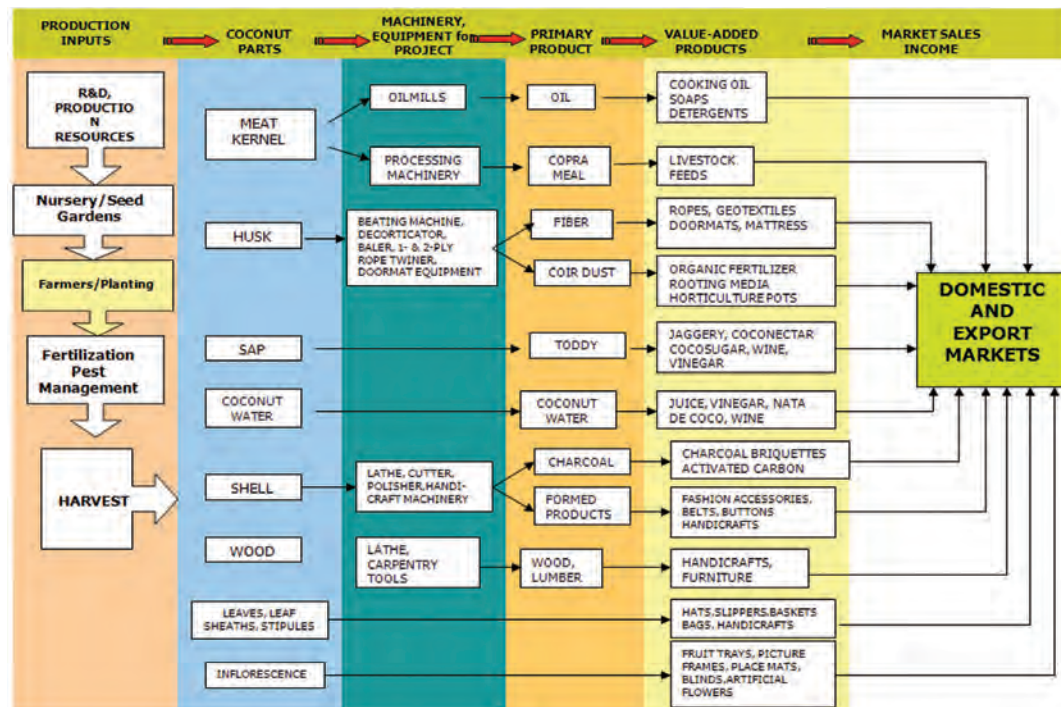 PRODUCTION
INPUTS
COCONUT
PARTS
MACHINERY,
EQUIPMENT for
PROJECT
PRIMARY
PRODUCT
VALUE-ADDED
PRODUCTS
MARKET SALES
INCOME
R&D,
PRODUCTIO
N
RESOURCES
Nursery/Seed
Gardens
Farmers/Planting
Fertilization
Pest
Management
HARVEST
MEAT
KERNEL
HUSK
SAP
COCONUT
WATER
SHELL
WOOD
LEAVES, LEAF
SHEATHS, STIPULES
INFLORESCENCE
OILMILLS
PROCESSING
MACHINERY
BEATING MACHINE,
DECORTICATOR,
BALER, 1- & 2-PLY
ROPE TWINER,
DOORMAT EQUIPMENT
LATHE, CUTTER,
POLISHER,HANDI-
CRAFT MACHINERY
LATHE,
CARPENTRY
TOOLS
OIL
COPRA
MEAL
FIBER
COIR DUST
TODDY
COCONUT
WATER
CHARCOAL
FORMED
PRODUCTS
WOOD,
LUMBER
COOKING OIL
SOAPS
DETERGENTS
LIVESTOCK
FEEDS
ROPES, GEOTEXTILES
DOORMATS, MATTRESS
ORGANIC FERTILIZER
ROOTING MEDIA
HORTICULTURE POTS
JAGGERY, COCONECTAR
COCOSUGAR, WINE,
VINEGAR
JUICE, VINEGAR, NATA
DE COCO, WINE
CHARCOAL BRIQUETTES
ACTIVATED CARBON
FASHION ACCESSORIES,
BELTS, BUTTONS
HANDICRAFTS
HANDICRAFTS,
FURNITURE
HATS,SLIPPERS,BASKETS
BAGS, HANDICRAFTS
FRUIT TRAYS, PICTURE
FRAMES, PLACE MATS,
BLINDS,ARTIFICIAL
FLOWERS
DOMESTIC
AND
EXPORT
MARKETS